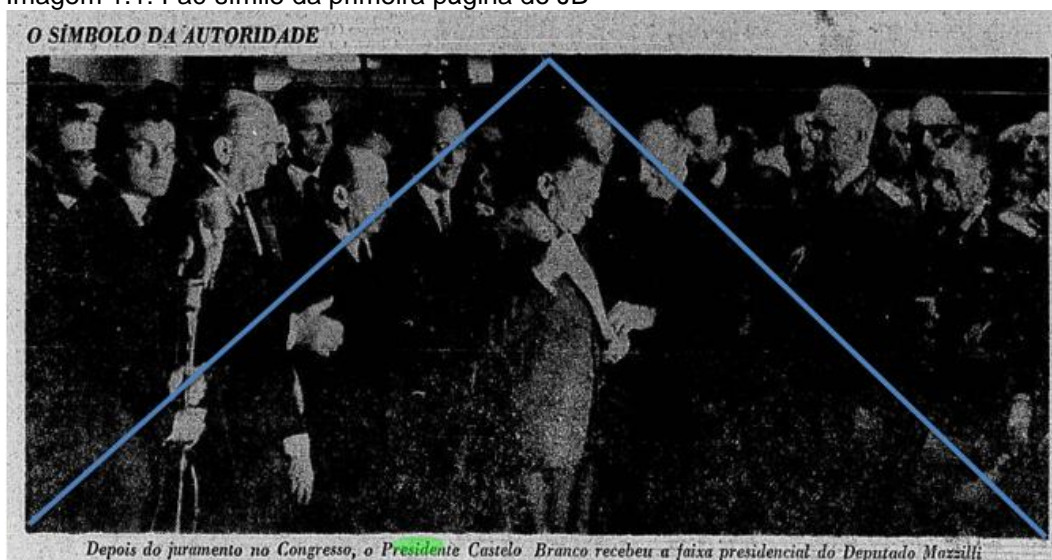 Imagem 1.1: Fac-símile da primeira página do JB
O SÍMBOLO DA AUTORIDADE
Depois do juramento no Congresso, o Presidente Castelo Branco recebeu a faixa presidencial do Deputado Mazzilli